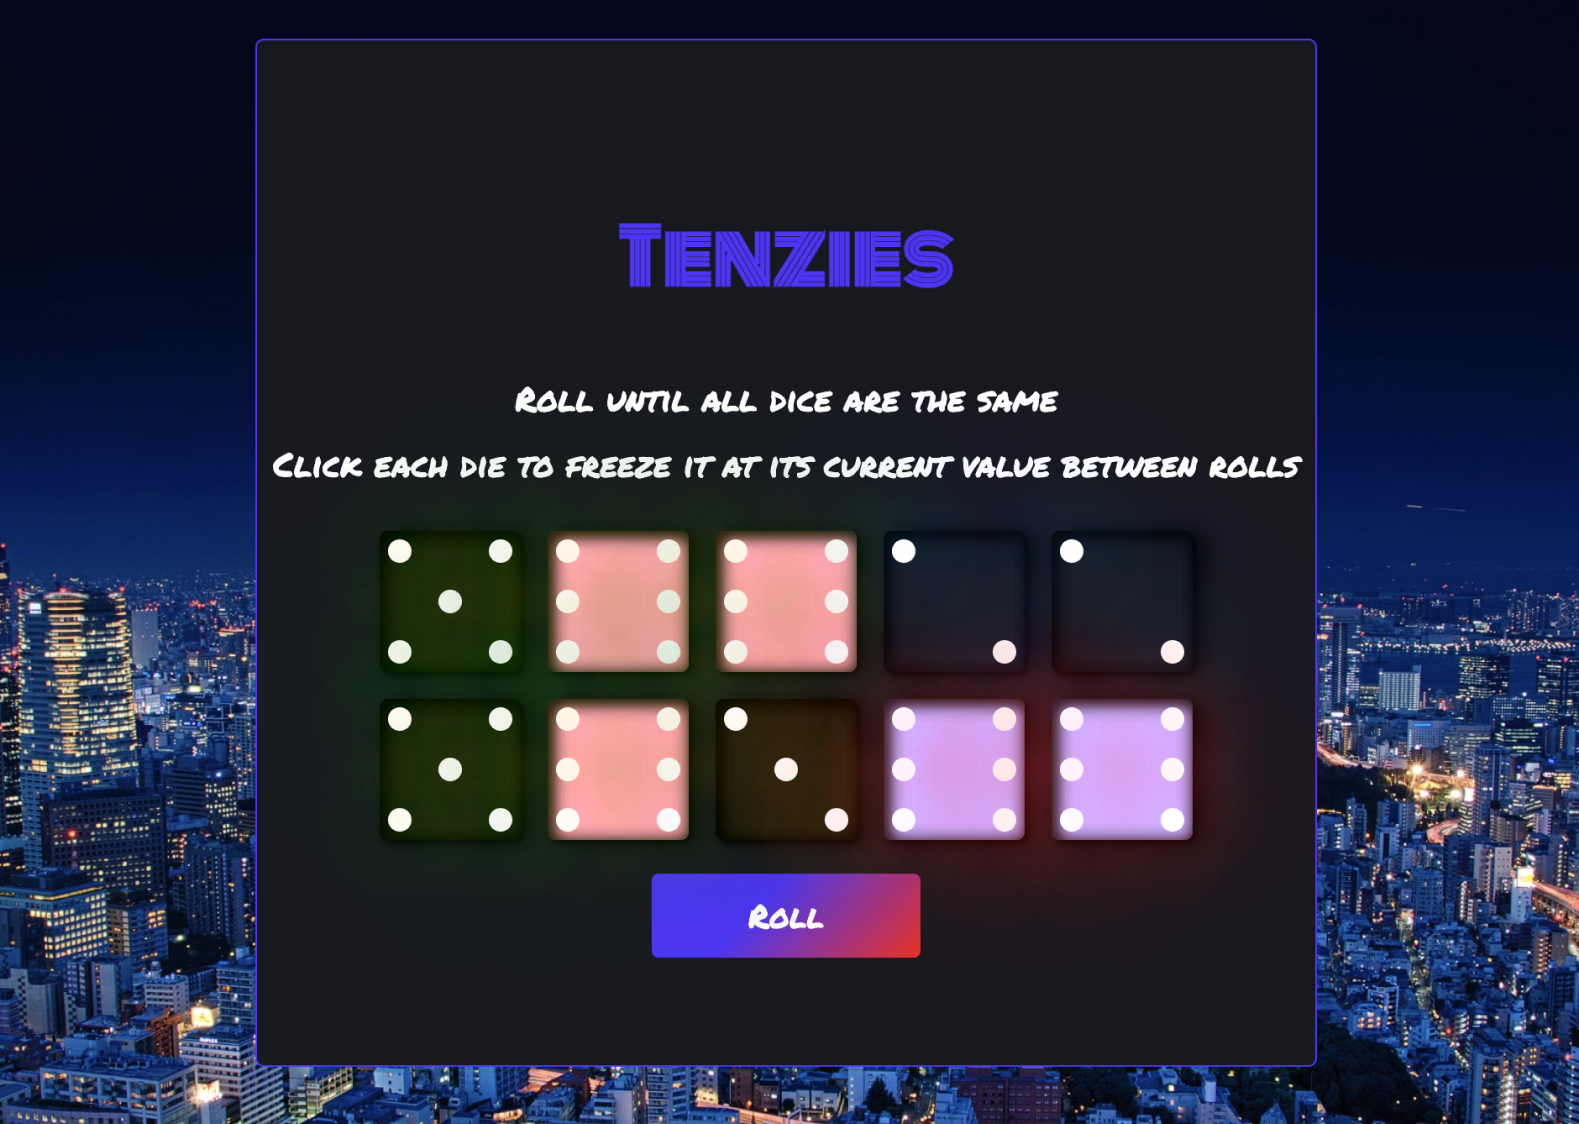 Tenzies
Roll until all dice are the same
Click each die to freeze it at its current value between rolls
Roll